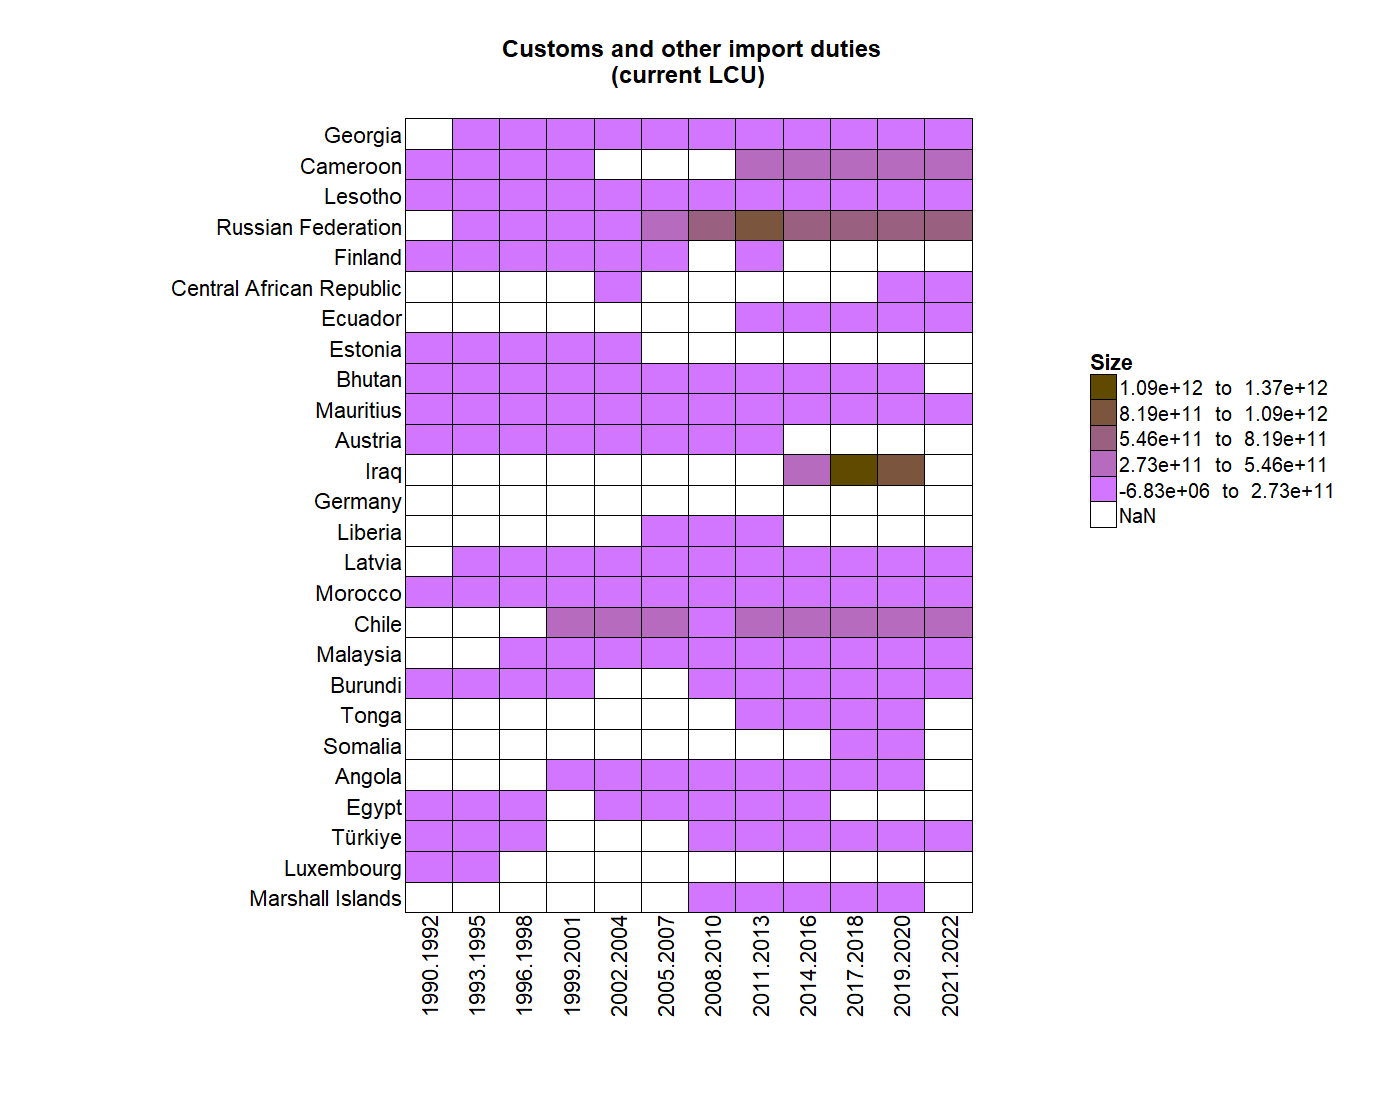 Customs and other import duties
(current LCU)
Georgia
Cameroon
Lesotho
Russian Federation
Finland
Central African Republic
Ecuador
Estonia
Bhutan
Mauritius
Austria
Iraq
Germany
Liberia
Latvia
Morocco
Chile
Malaysia
Burundi
Tonga
Somalia
Angola
Egypt
Türkiye
Luxembourg
Marshall Islands
1990.1992
1993.1995
1996.1998
1999.2001
2002.2004
2005.2007
2008.2010
2011.2013
2014.2016
2017.2018
2019.2020
2021.2022
Size
1.09e+12 to 1.37e+12
8.19e+11 to 1.09e+12
5.46e+11 to 8.19e+11
2.73e+11 to 5.46e+11
-6.83e+06 to 2.73e+11
NaN